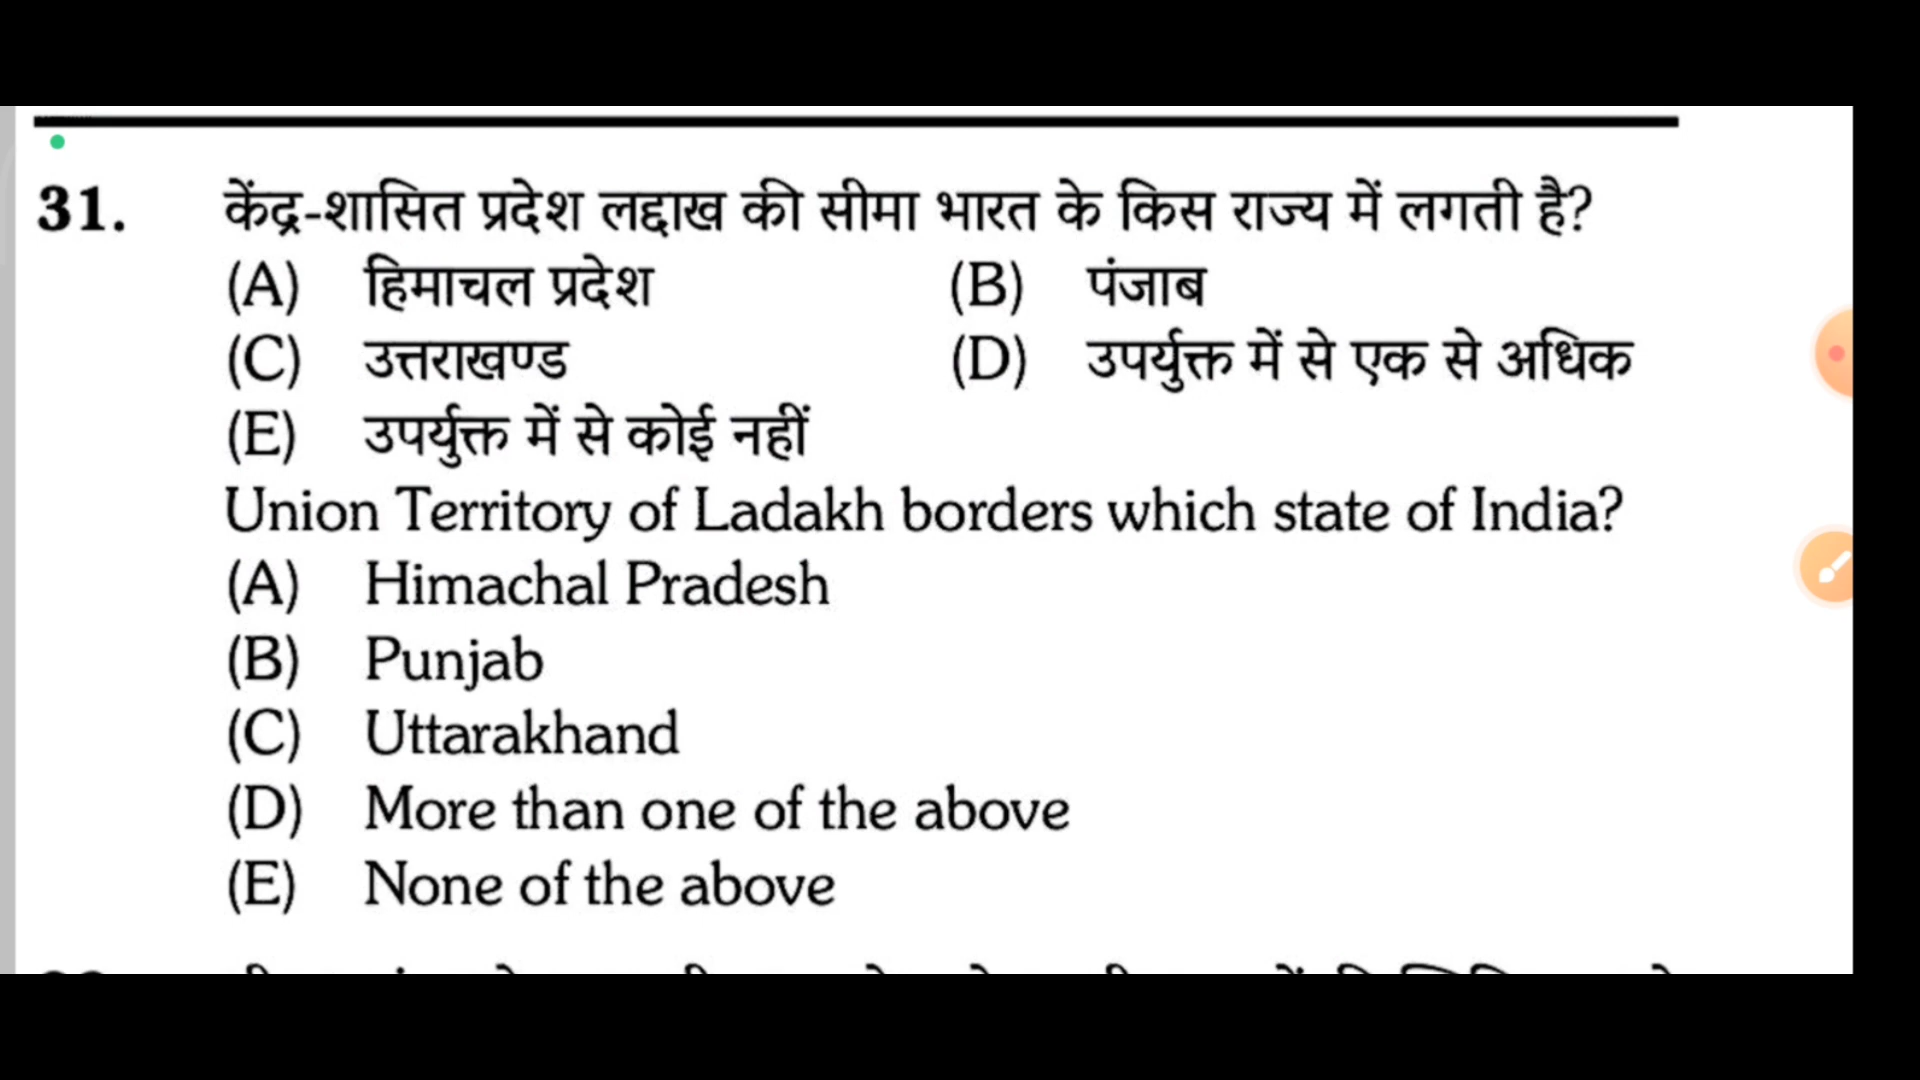 31. केंद्र-शासित प्रदेश लद्दाख की सीमा भारत के किस राज्य में लगती है?
(A) हिमाचल प्रदेश (B) पंजाब
(C) उत्तराखण्ड (D) उपर्युक्त में से एक से अधिक
(E) उपर्युक्त में से कोई नहीं
Union Territory of Ladakh borders which state of India?
(A) Himachal Pradesh
(B) Punjab
(C) Uttarakhand
(D) More than one of the above
(E) None of the above